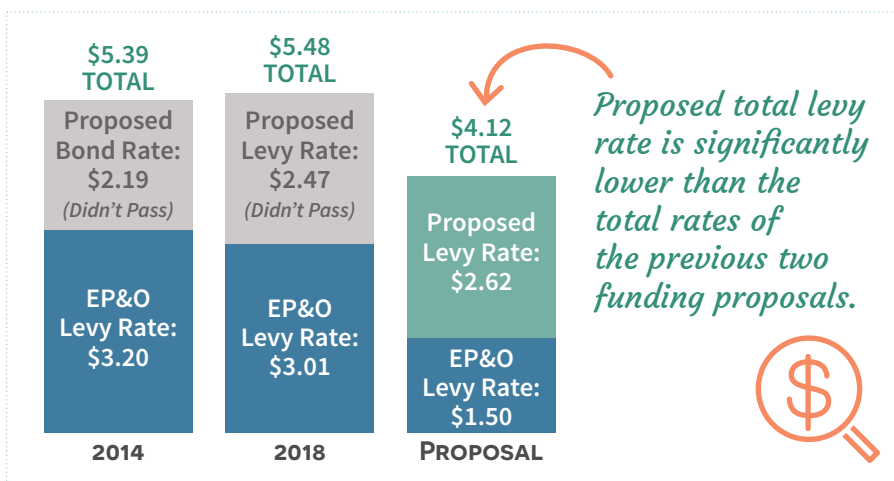 $5.39
TOTAL
Proposed
Bond Rate:
$2.19
(Didn't Pass)
EP&O
Levy Rate:
$3.20
2014
$5.48
TOTAL
Proposed
Levy Rate:
$2.47
(Didn't Pass)
EP&O
Levy Rate:
$3.01
2018
$4.12
TOTAL
Proposed
Levy Rate:
$2.62
EP&O
Levy Rate:
$1.50
PROPOSAL
Proposed total levy
rate is significantly
lower than the
total rates of
the previous two
funding proposals.
$